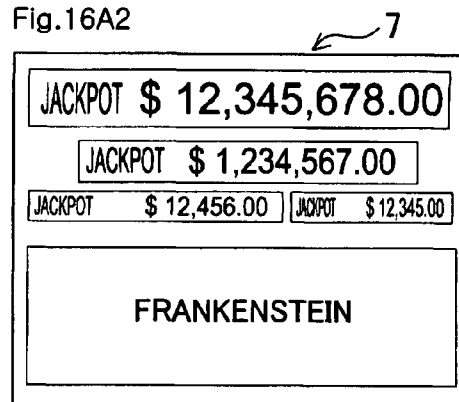 Fig.16A2
7
JACKPOT $ 12,345,678.00
JACKPOT $ 1,234,567.00
JACKPOT $ 12,456.00 JACKPOT $ 12,345.00
FRANKENSTEIN